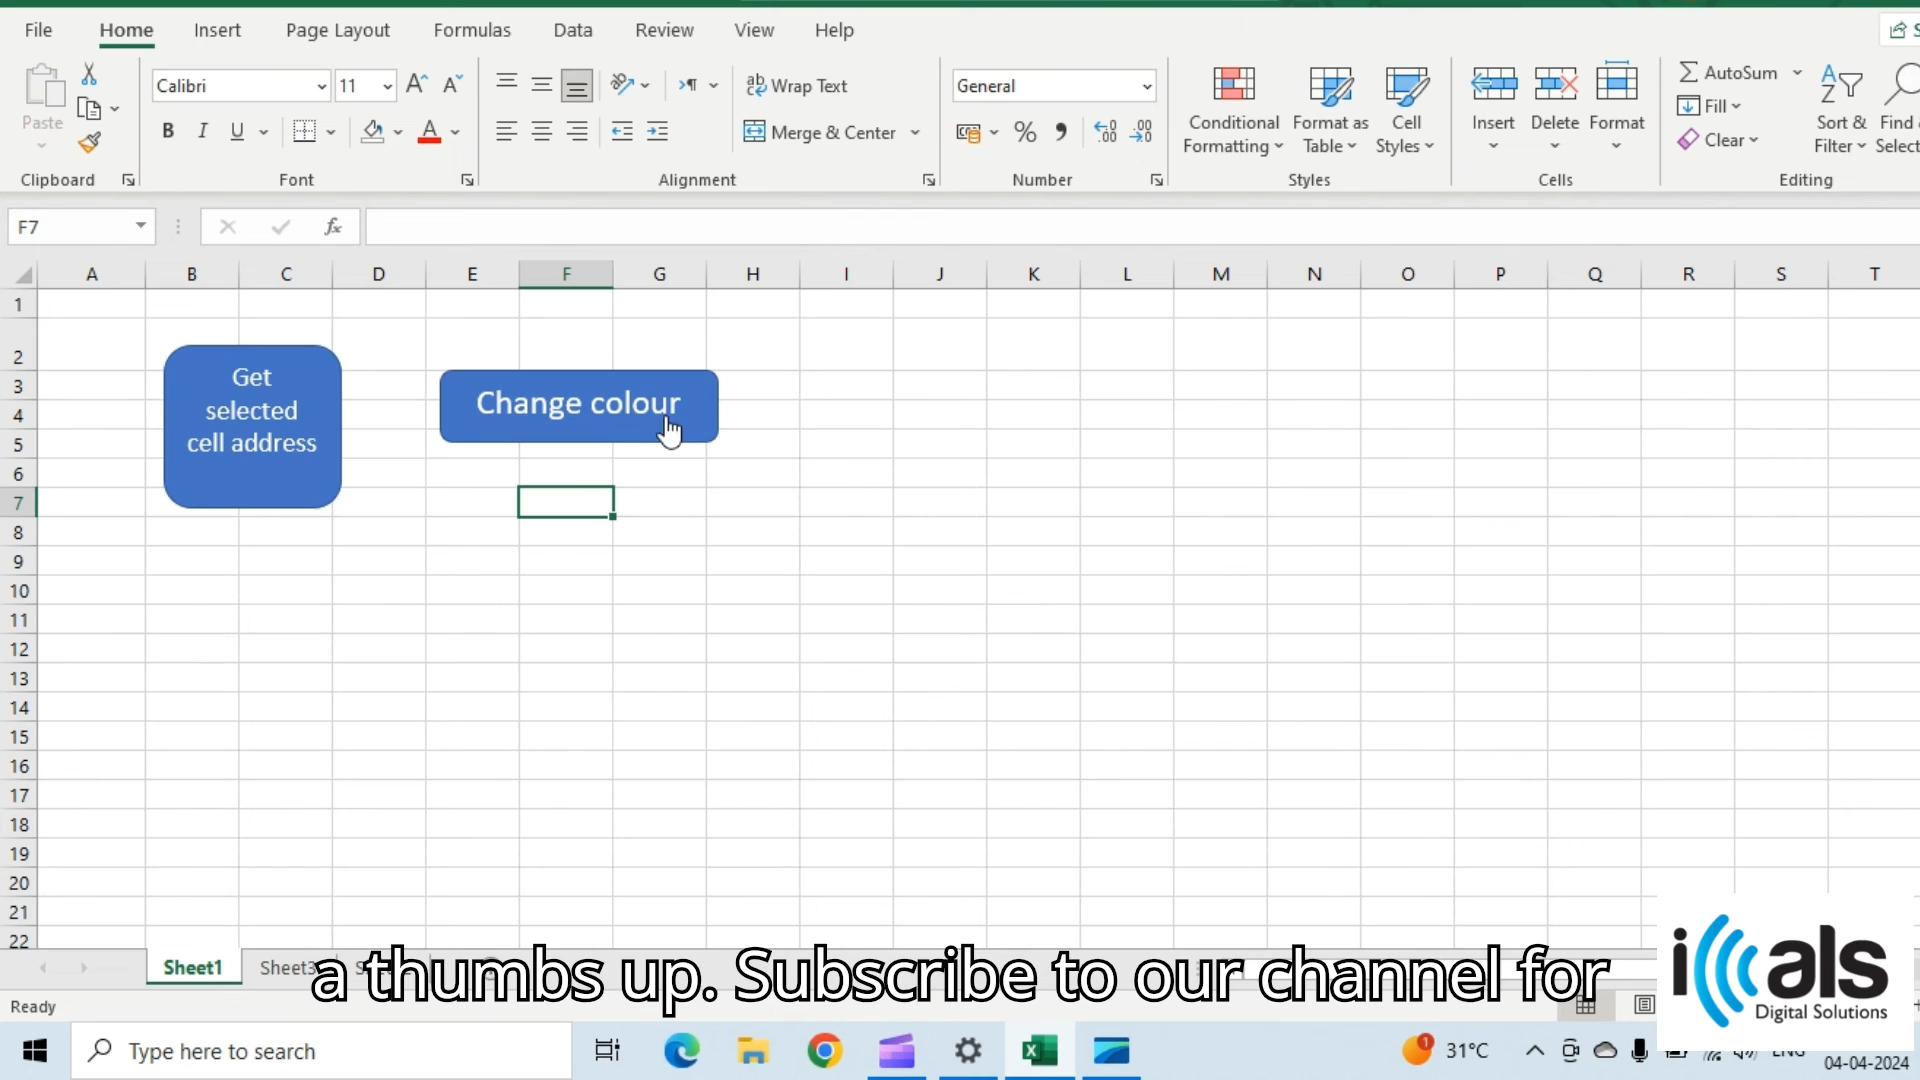 File Home Insert Page Layout Formulas Data Review View Help
Calibri 11 Wrap Text General AutoSum
Paste B I U Merge & Center % Conditional Formatting Format as Table Cell Styles Insert Delete Format Fill Clear Sort & Filter Find
Clipboard Font Alignment Number Styles Cells Editing
F7 fx
A B C D E F G H I J K L M N O P Q R S T
1
2
3
4
5
6
7
8
9
10
11
12
13
14
15
16
17
18
19
20
21
22
Get
selected
cell address
Change colour
Sheet1
a thumbs up. Subscribe to our channel for
Ready
als
Digital Solutions
Type here to search
1
31°C
ENG
04-04-2024